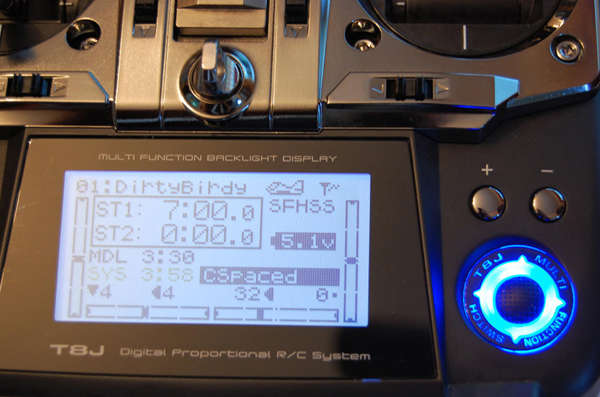 MULTI FUNCTION BACKLIGHT DISPLAY
01:DirtyBirdy
ST1: 7:00.0 SFHSS
ST2: 0:00.0 5.1v
MDL 3:30
SYS 3:58 CSpaced
4 4 32 0
T8J Digital Proportional R/C System
+ -
T8J MULTI FUNCTION SWITCH